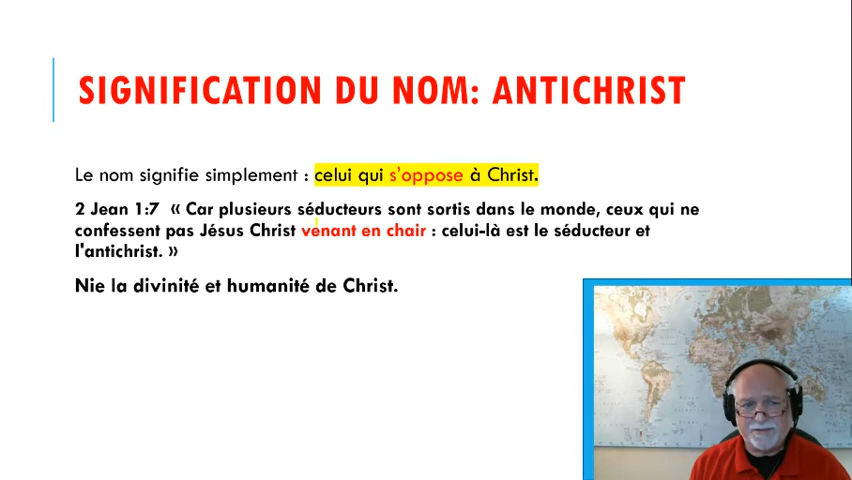 SIGNIFICATION DU NOM: ANTICHRIST
Le nom signifie simplement : celui qui s'oppose à Christ.
2 Jean 1:7 « Car plusieurs séducteurs sont sortis dans le monde, ceux qui ne
confessent pas Jésus Christ venant en chair : celui-là est le séducteur et
l'antichrist. »
Nie la divinité et humanité de Christ.